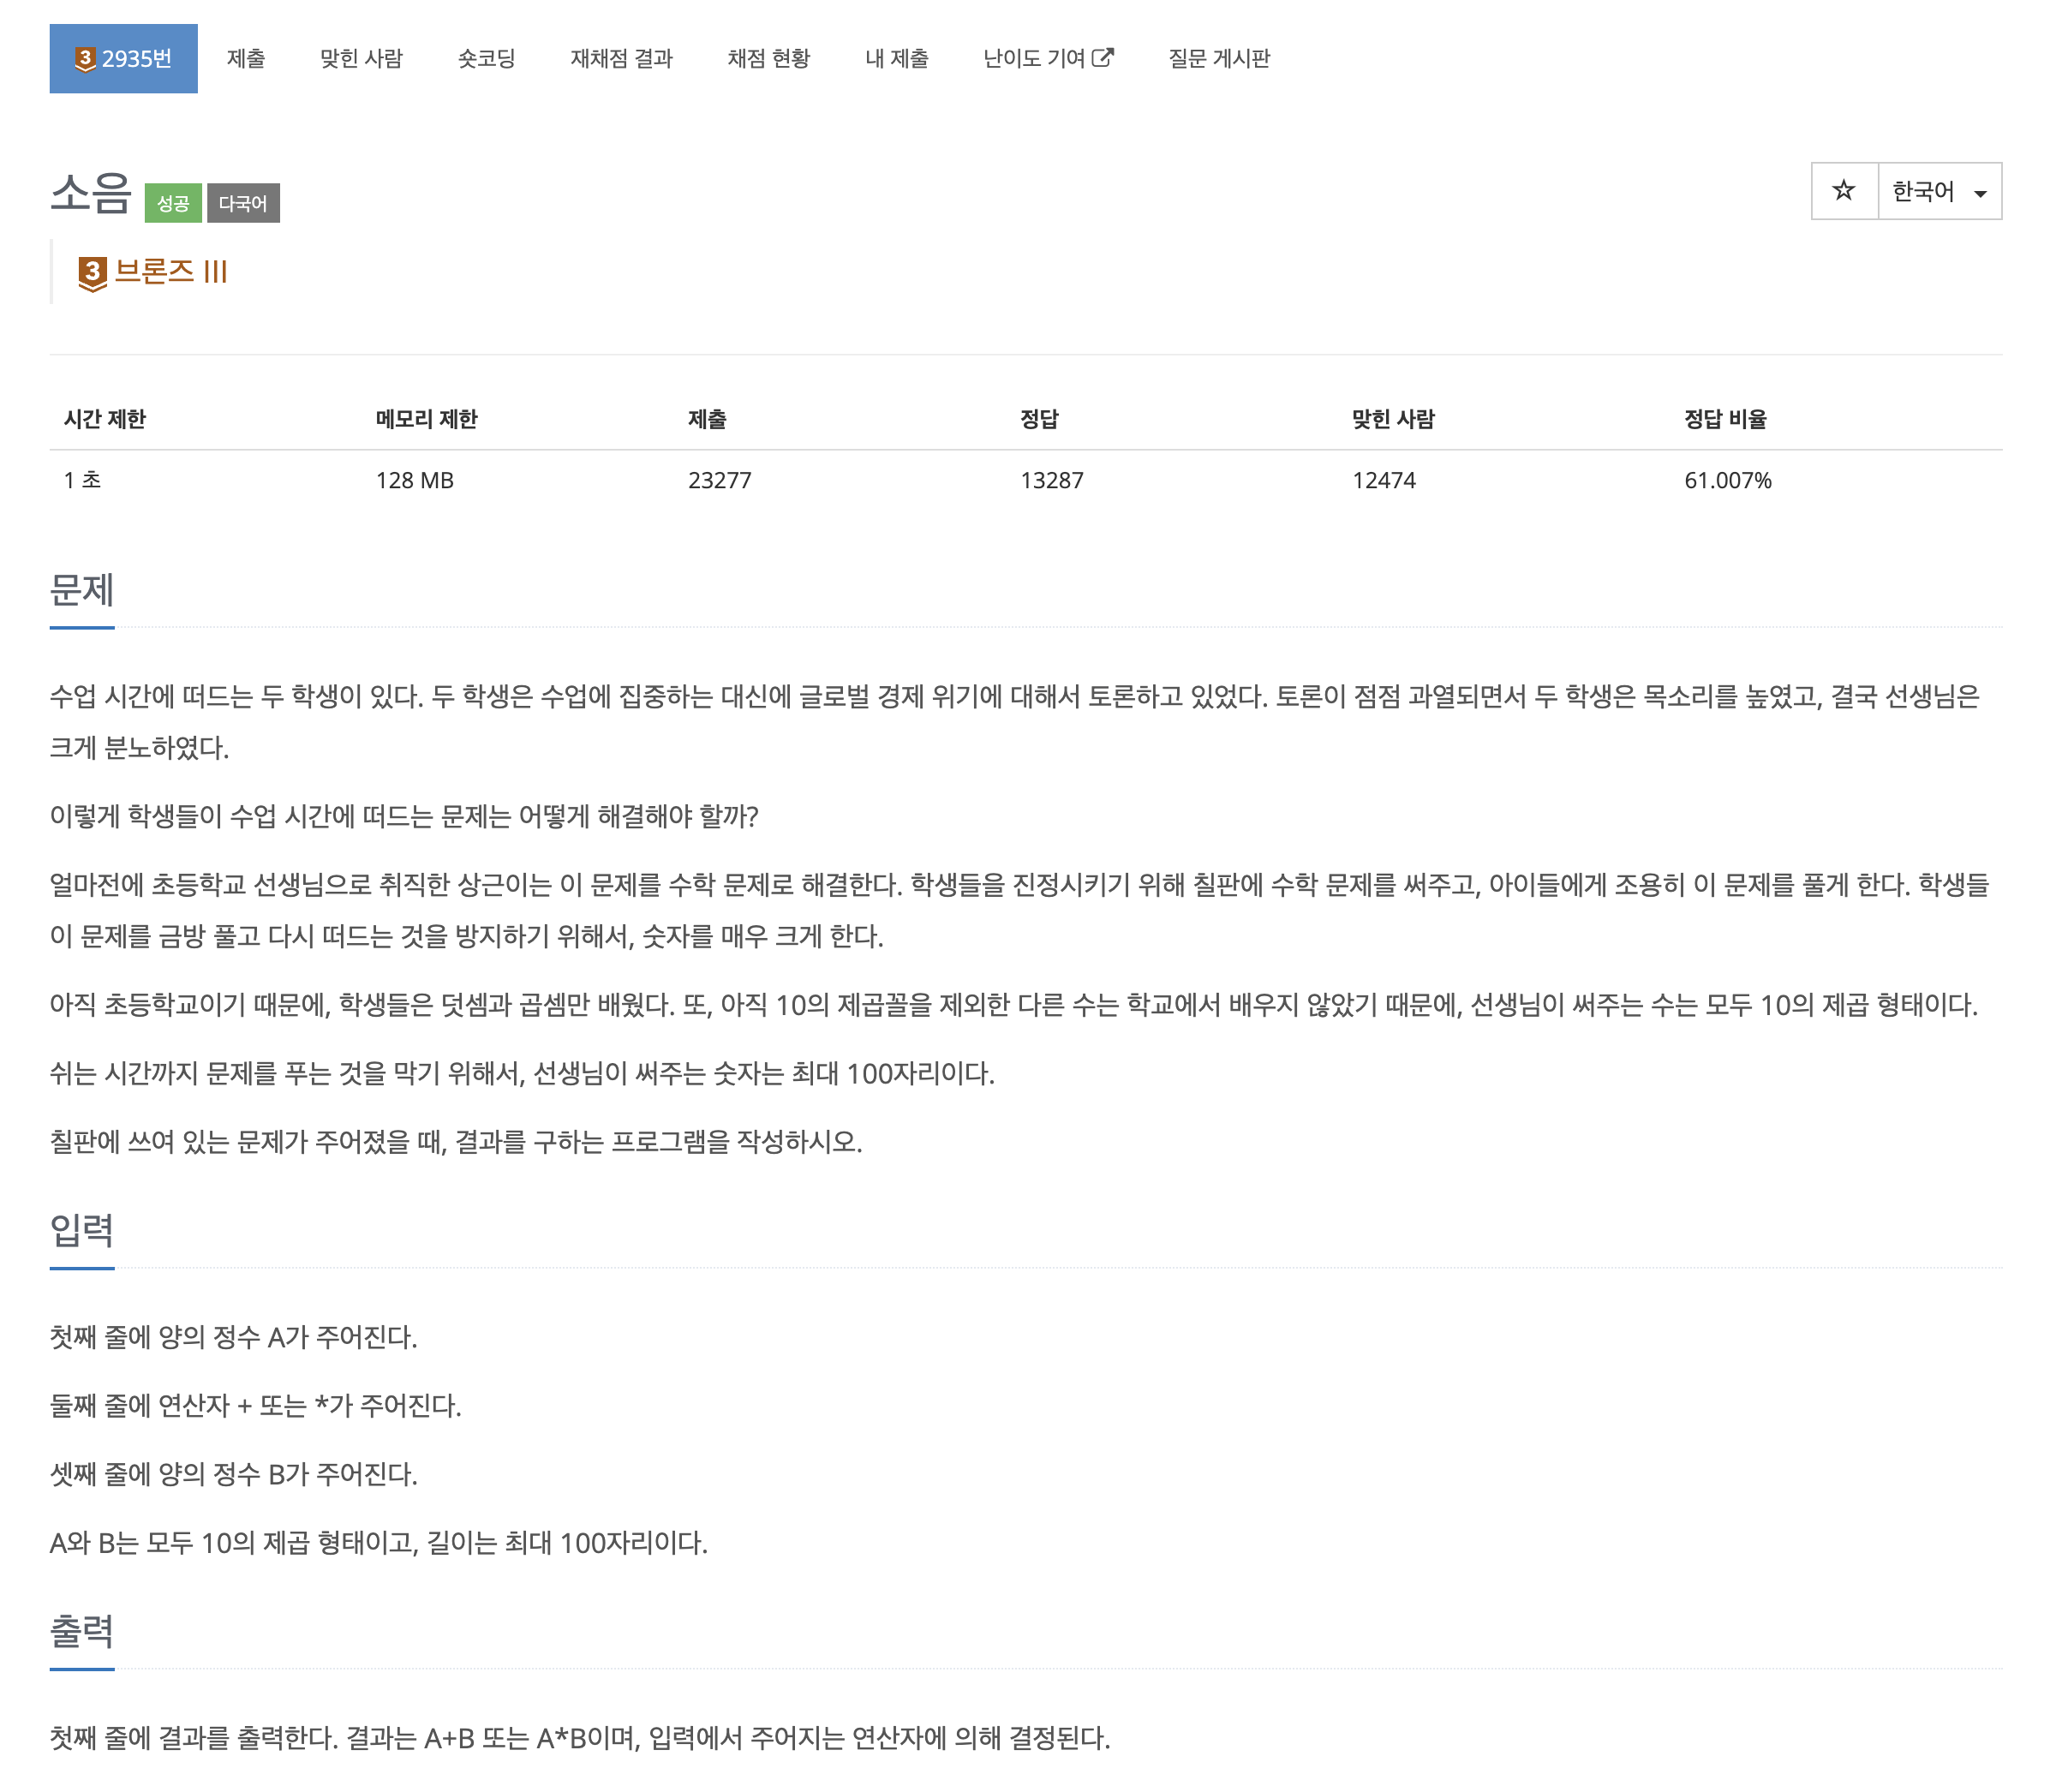 3 2935번 제출 맞힌 사람 숏코딩 재채점 결과 채점 현황 내 제출 난이도 기여 질문 게시판
소음 성공 다국어 한국어
3 브론즈 III
시간 제한 메모리 제한 제출 정답 맞힌 사람 정답 비율
1 초 128 MB 23277 13287 12474 61.007%
문제
수업 시간에 떠드는 두 학생이 있다. 두 학생은 수업에 집중하는 대신에 글로벌 경제 위기에 대해서 토론하고 있었다. 토론이 점점 과열되면서 두 학생은 목소리를 높였고, 결국 선생님은
크게 분노하였다.
이렇게 학생들이 수업 시간에 떠드는 문제는 어떻게 해결해야 할까?
얼마전에 초등학교 선생님으로 취직한 상근이는 이 문제를 수학 문제로 해결한다. 학생들을 진정시키기 위해 칠판에 수학 문제를 써주고, 아이들에게 조용히 이 문제를 풀게 한다. 학생들
이 문제를 금방 풀고 다시 떠드는 것을 방지하기 위해서, 숫자를 매우 크게 한다.
아직 초등학교이기 때문에, 학생들은 덧셈과 곱셈만 배웠다. 또, 아직 10의 제곱꼴을 제외한 다른 수는 학교에서 배우지 않았기 때문에, 선생님이 써주는 수는 모두 10의 제곱 형태이다.
쉬는 시간까지 문제를 푸는 것을 막기 위해서, 선생님이 써주는 숫자는 최대 100자리이다.
칠판에 쓰여 있는 문제가 주어졌을 때, 결과를 구하는 프로그램을 작성하시오.
입력
첫째 줄에 양의 정수 A가 주어진다.
둘째 줄에 연산자 + 또는 *가 주어진다.
셋째 줄에 양의 정수 B가 주어진다.
A와 B는 모두 10의 제곱 형태이고, 길이는 최대 100자리이다.
출력
첫째 줄에 결과를 출력한다. 결과는 A+B 또는 A*B이며, 입력에서 주어지는 연산자에 의해 결정된다.